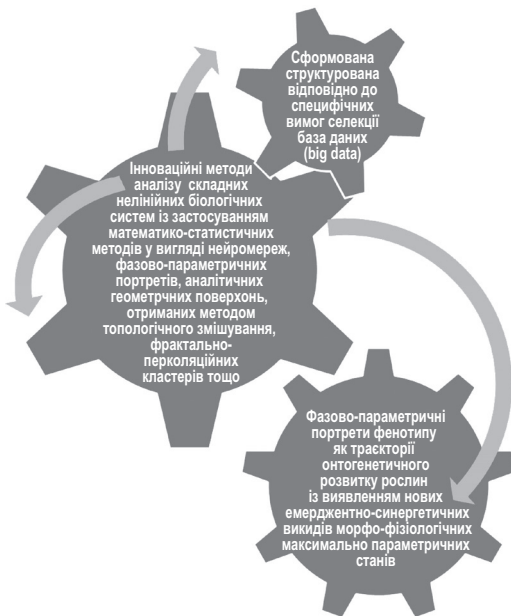 Сформована
структурована
відповідно до
специфічних
вимог селекції
база даних
(big data)
Інноваційні методи
аналізу складних
нелінійних біологічних
систем із застосуванням
математико-статистичних
методів у вигляді нейромереж,
фазово-параметричних
портретів, аналітичних
геометрчних поверхонь,
отриманих методом
топологічного змішування,
фрактально-
перколяційних
кластерів тощо
Фазово-параметричні
портрети фенотипу
як траєкторії
онтогенетичного
розвитку рослин
із виявленням нових
емерджентно-синергетичних
викидів морфо-фізіологічних
максимально параметричних
станів